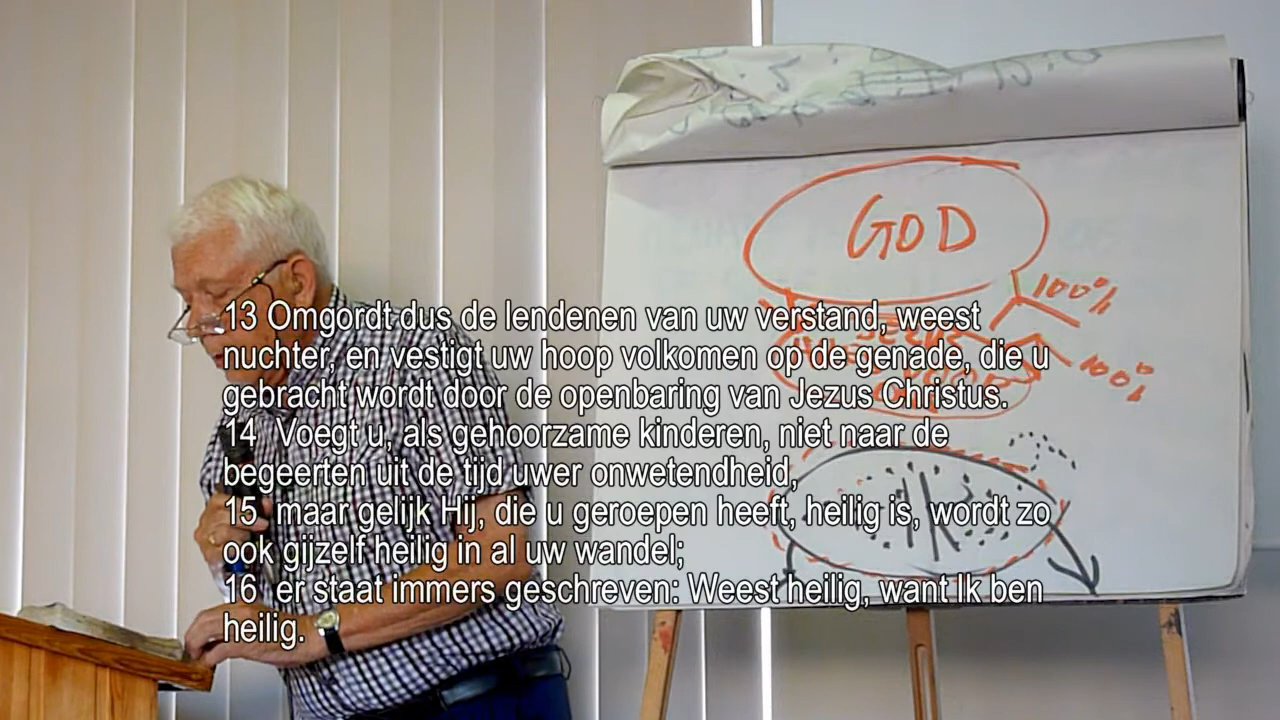 GOD
100%
100%
13 Omgordt dus de lendenen van uw verstand, weest
nuchter, en vestigt uw hoop volkomen op de genade, die u
gebracht wordt door de openbaring van Jezus Christus.
14  Voegt u, als gehoorzame kinderen, niet naar de
begeerten uit de tijd uwer onwetendheid,
15  maar gelijk Hij, die u geroepen heeft, heilig is, wordt zo
ook gijzelf heilig in al uw wandel;
16  er staat immers geschreven: Weest heilig, want Ik ben
heilig.